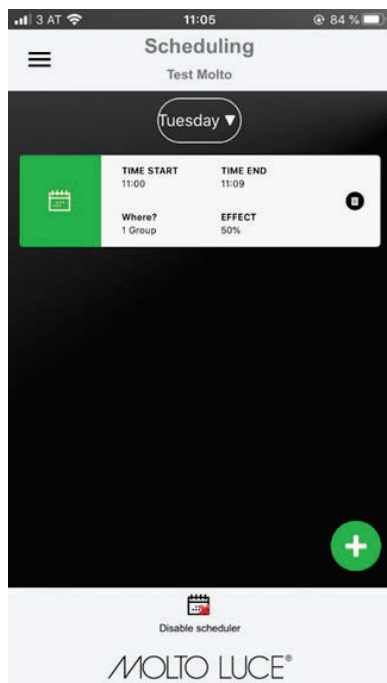 3 AT 11:05 84 %
Scheduling
Test Molto
Tuesday ▼
TIME START TIME END
11:00 11:09
Where? EFFECT
1 Group 50%
+
Disable scheduler
MOLTO LUCE®